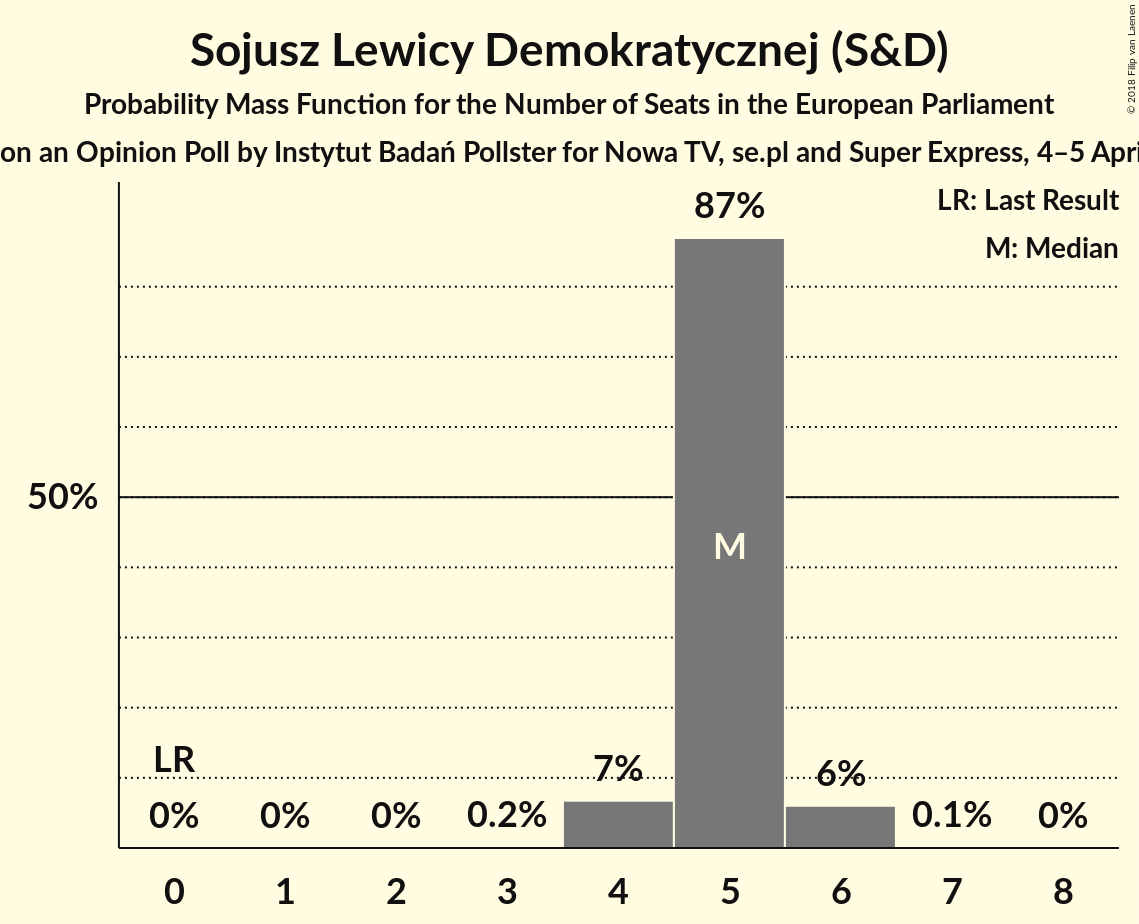 Sojusz Lewicy Demokratycznej (S&D)
Probability Mass Function for the Number of Seats in the European Parliament
on an Opinion Poll by Instytut Badań Pollster for Nowa TV, se.pl and Super Express, 4–5 Apri
© 2018 Filip van Laenen
LR: Last Result
M: Median
87%
50%
M
LR
7%
6%
0% 0% 0% 0.2% 0.1% 0%
0 1 2 3 4 5 6 7 8